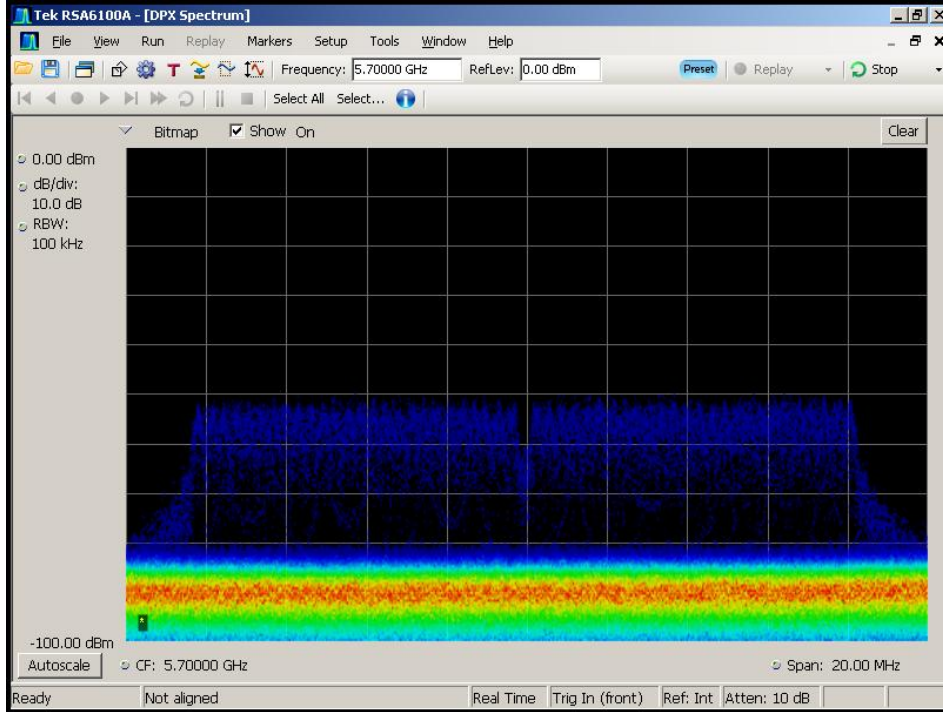 Tek RSA6100A - [DPX Spectrum]
File View Run Replay Markers Setup Tools Window Help
T Frequency: 5.70000 GHz RefLev: 0.00 dBm Preset Replay Stop
Select All Select...
Bitmap Show On Clear
0.00 dBm
dB/div:
10.0 dB
RBW:
100 kHz
-100.00 dBm
Autoscale CF: 5.70000 GHz Span: 20.00 MHz
Ready Not aligned Real Time Trig In (front) Ref: Int Atten: 10 dB